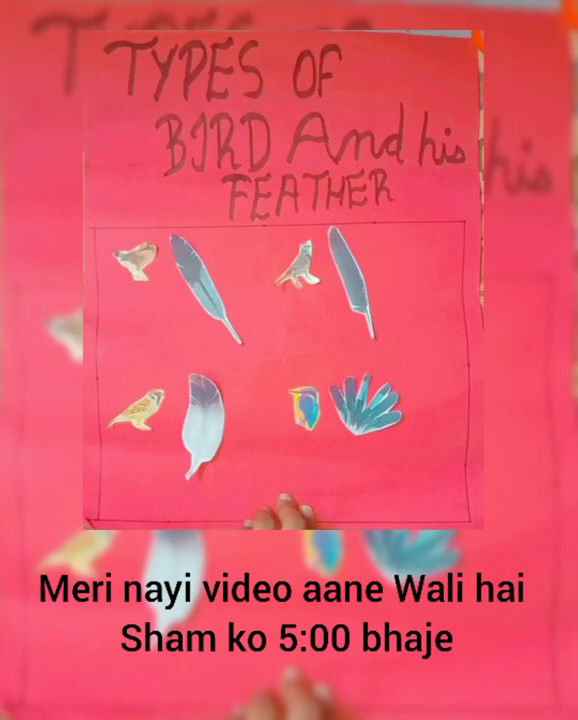 TYPES OF
BIRD And his
FEATHER
Meri nayi video aane Wali hai
Sham ko 5:00 bhaje